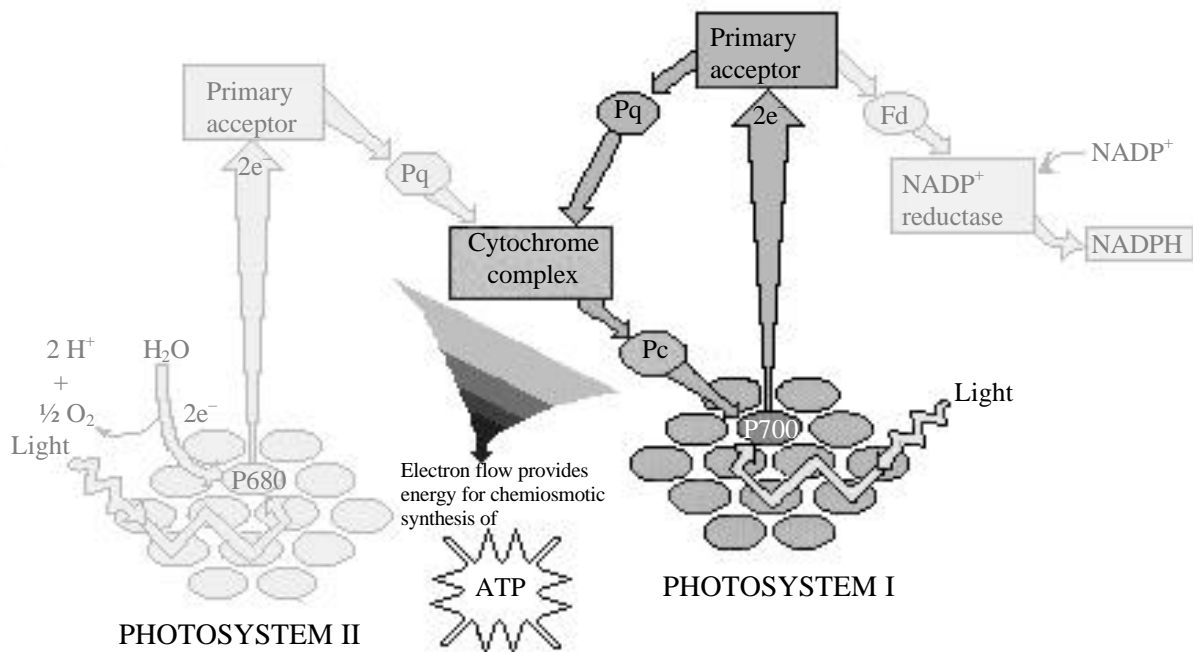 Primary
acceptor
2e⁻
Pq
Primary
acceptor
2e⁻
Pq
Fd
NADP⁺
NADP⁺
reductase
NADPH
Cytochrome
complex
Pc
2 H⁺
+
½ O₂
H₂O
2e⁻
Light
P680
Light
P700
Electron flow provides
energy for chemiosmotic
synthesis of
ATP
PHOTOSYSTEM I
PHOTOSYSTEM II